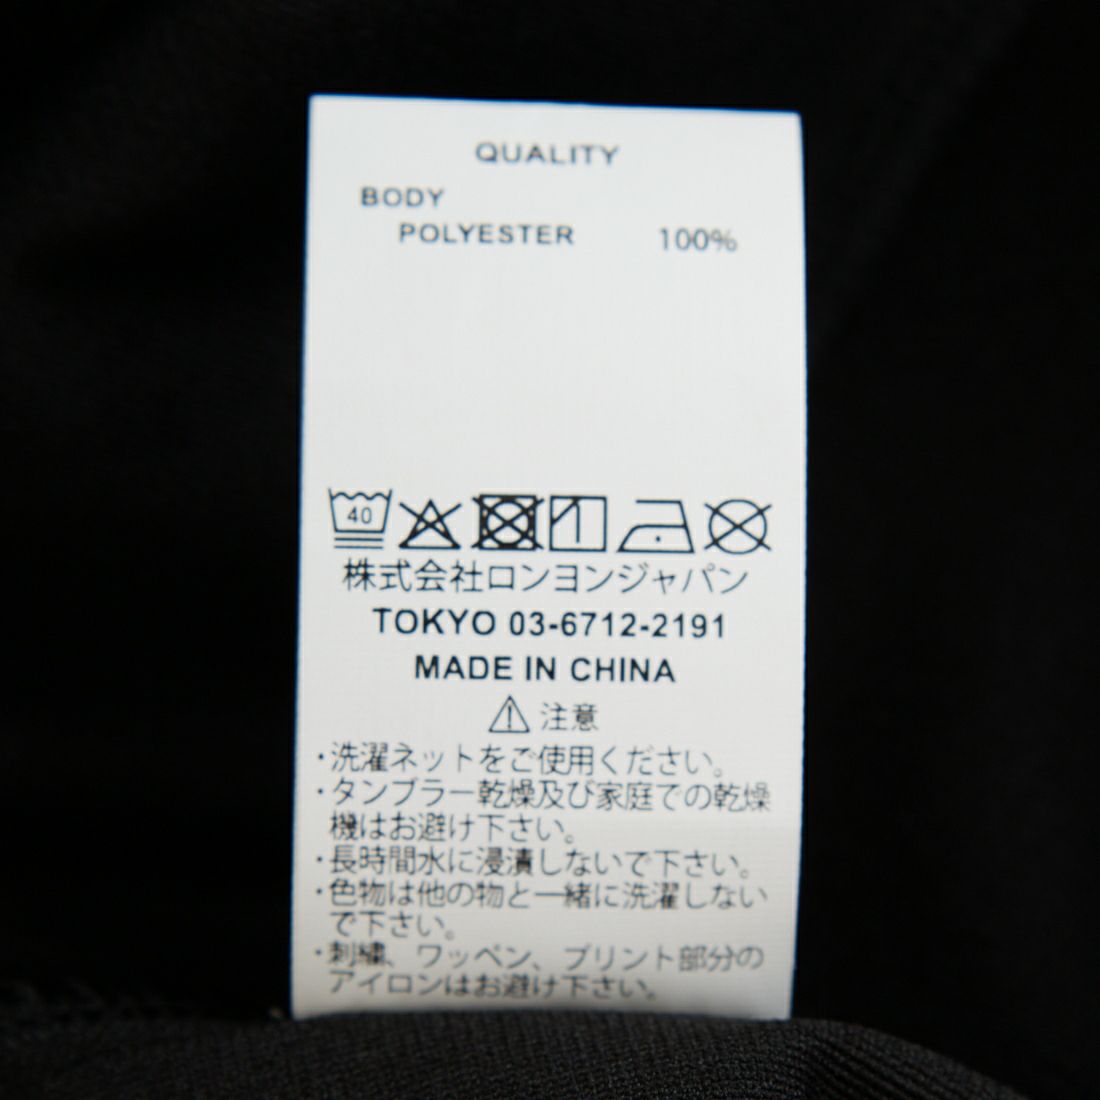 QUALITY
BODY
POLYESTER 100%
40
株式会社ロンヨンジャパン
TOKYO 03-6712-2191
MADE IN CHINA
注意
・洗濯ネットをご使用ください。
・タンブラー乾燥及び家庭での乾燥
機はお避け下さい。
・長時間水に浸漬しないで下さい。
・色物は他の物と一緒に洗濯しない
で下さい。
・刺繍、ワッペン、プリント部分の
アイロンはお避け下さい。